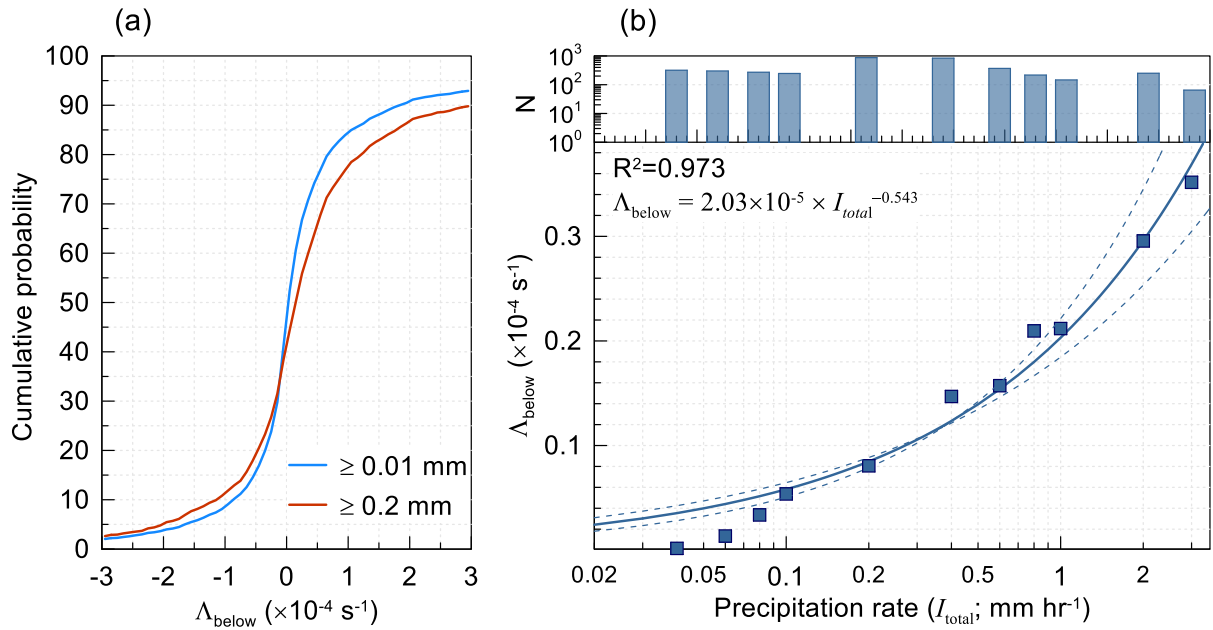 (a)
100
90
80
70
60
50
40
30
20
10
0
Cumulative probability
≥ 0.01 mm
≥ 0.2 mm
-3 -2 -1 0 1 2 3
Λbelow (×10⁻⁴ s⁻¹)
(b)
10³
10²
10¹
10⁰
N
R²=0.973
Λbelow = 2.03×10⁻⁵ × Itotal⁻⁰·⁵⁴³
0.3
0.2
0.1
0
Λbelow (×10⁻⁴ s⁻¹)
0.02 0.05 0.1 0.2 0.5 1 2
Precipitation rate (Itotal; mm hr⁻¹)